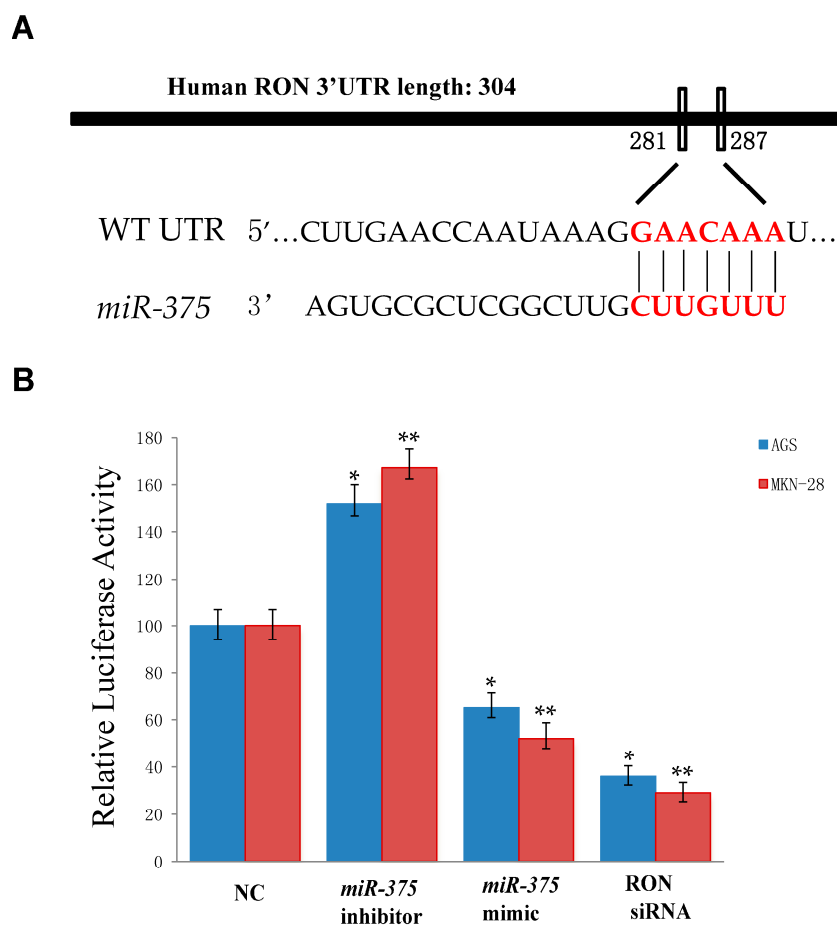 A
Human RON 3'UTR length: 304
281 287
WT UTR 5′...CUUGAACCAAUAAAGGAACAAAU...
miR-375 3’ AGUGCGCUCGGCUUGCUUGUUU
B
Relative Luciferase Activity
180
160
140
120
100
80
60
40
20
0
* **
* **
* **
AGS
MKN-28
NC
miR-375 inhibitor
miR-375 mimic
RON siRNA